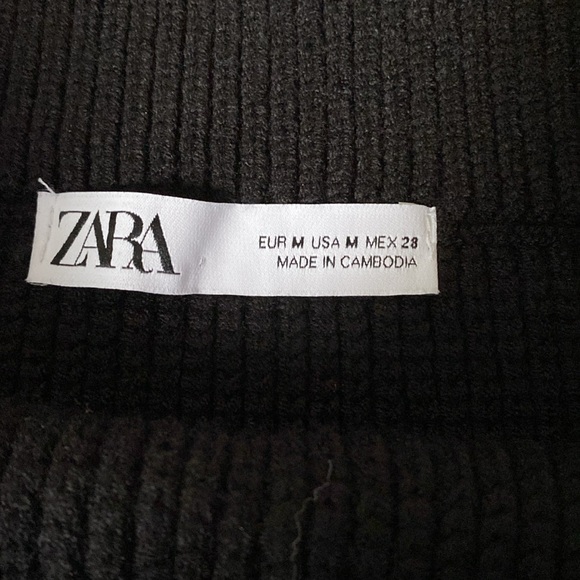 ZARA
EUR M USA M MEX 28
MADE IN CAMBODIA